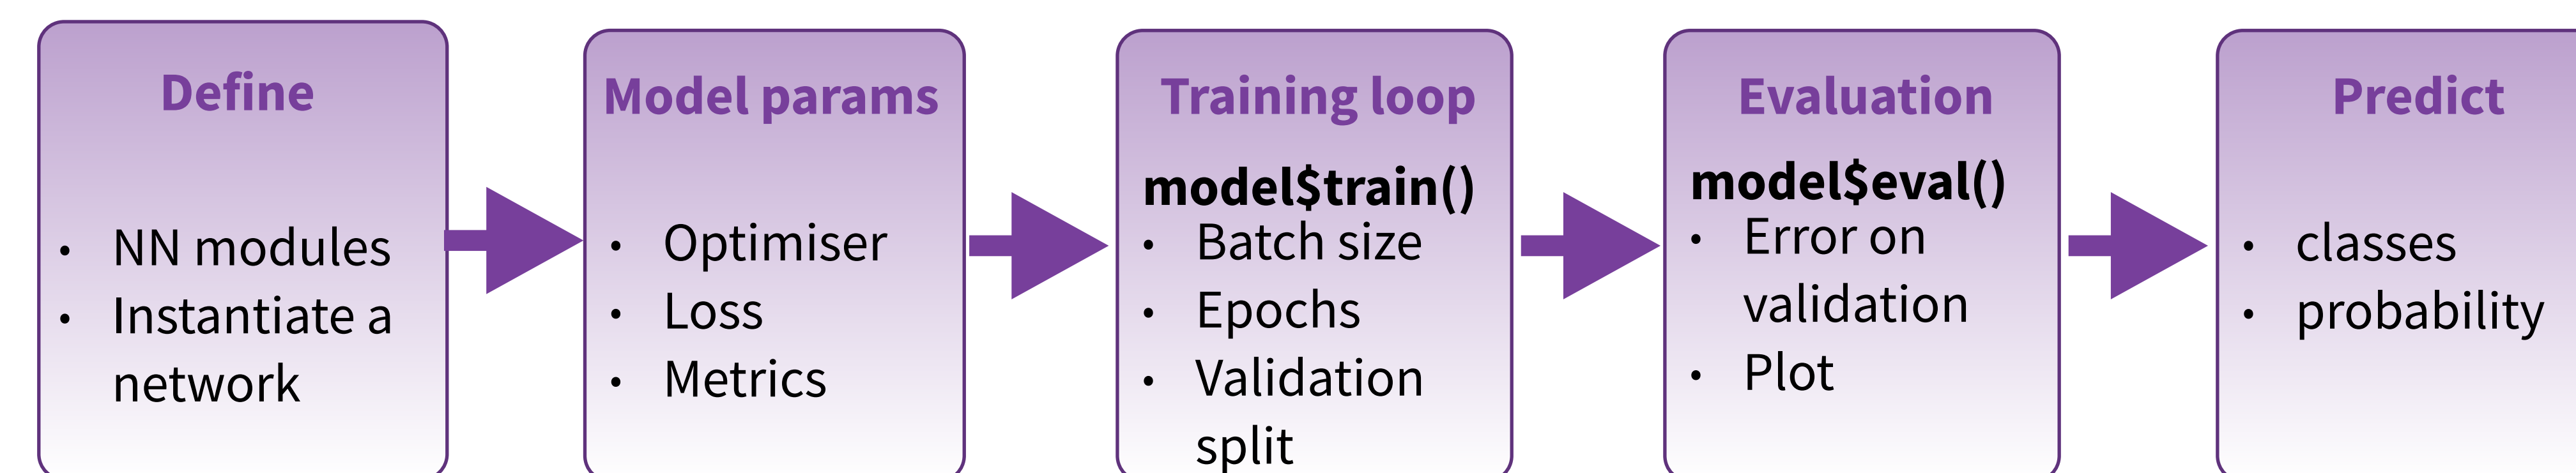 Define
• NN modules
• Instantiate a
network
Model params
• Optimiser
• Loss
• Metrics
Training loop
model$train()
• Batch size
• Epochs
• Validation
split
Evaluation
model$eval()
• Error on
validation
• Plot
Predict
• classes
• probability